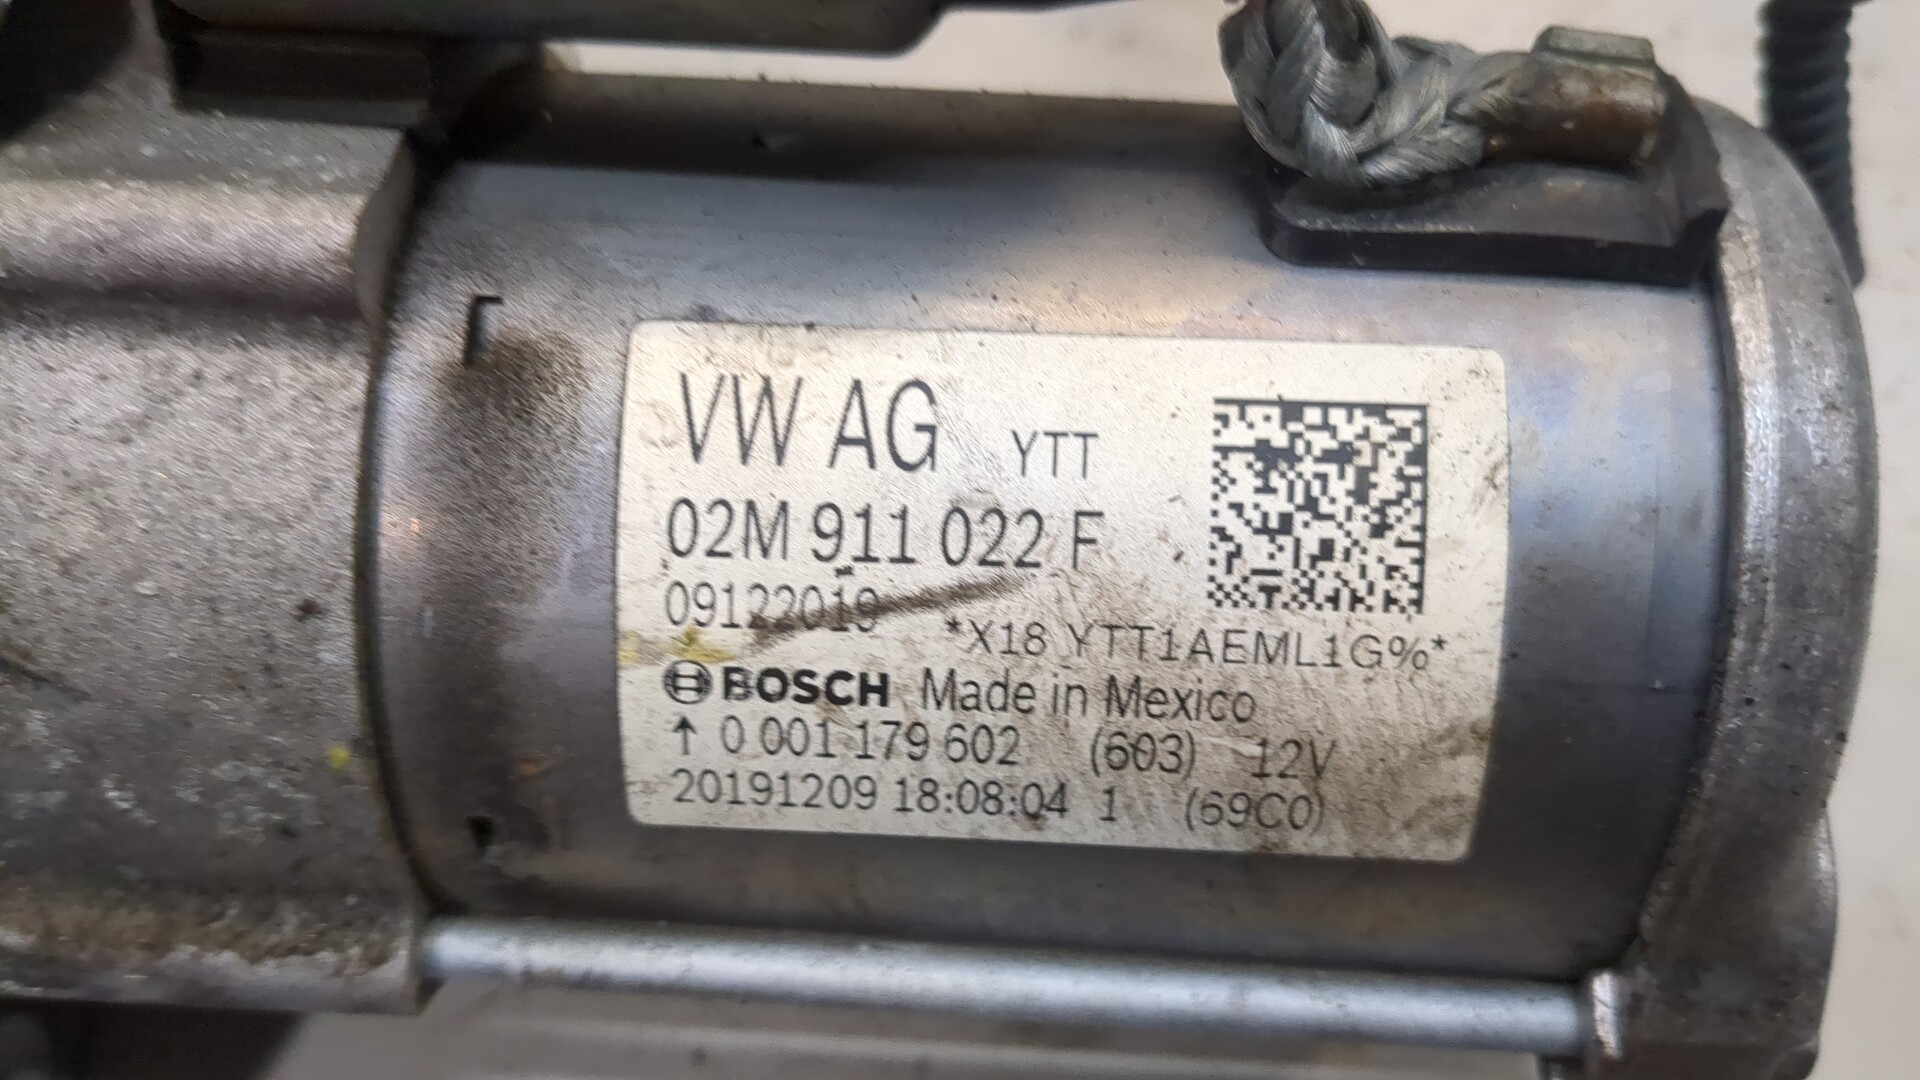 VW AG YTT
02M 911 022 F
09122019
*X18 YTT1AEML1G%*
BOSCH Made in Mexico
↑ 0 001 179 602 (603) 12V
20191209 18:08:04 1 (69C0)